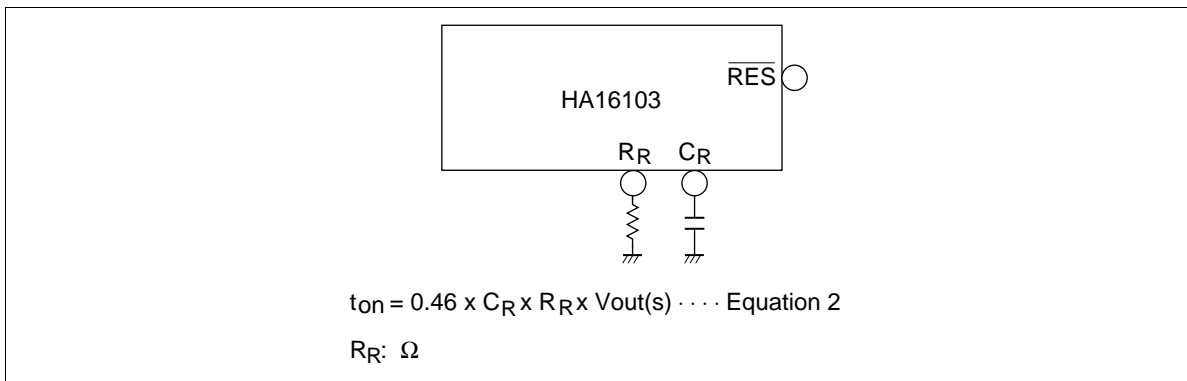 RES
HA16103
RR CR
ton = 0.46 x CR x RR x Vout(s) ···· Equation 2
RR: Ω